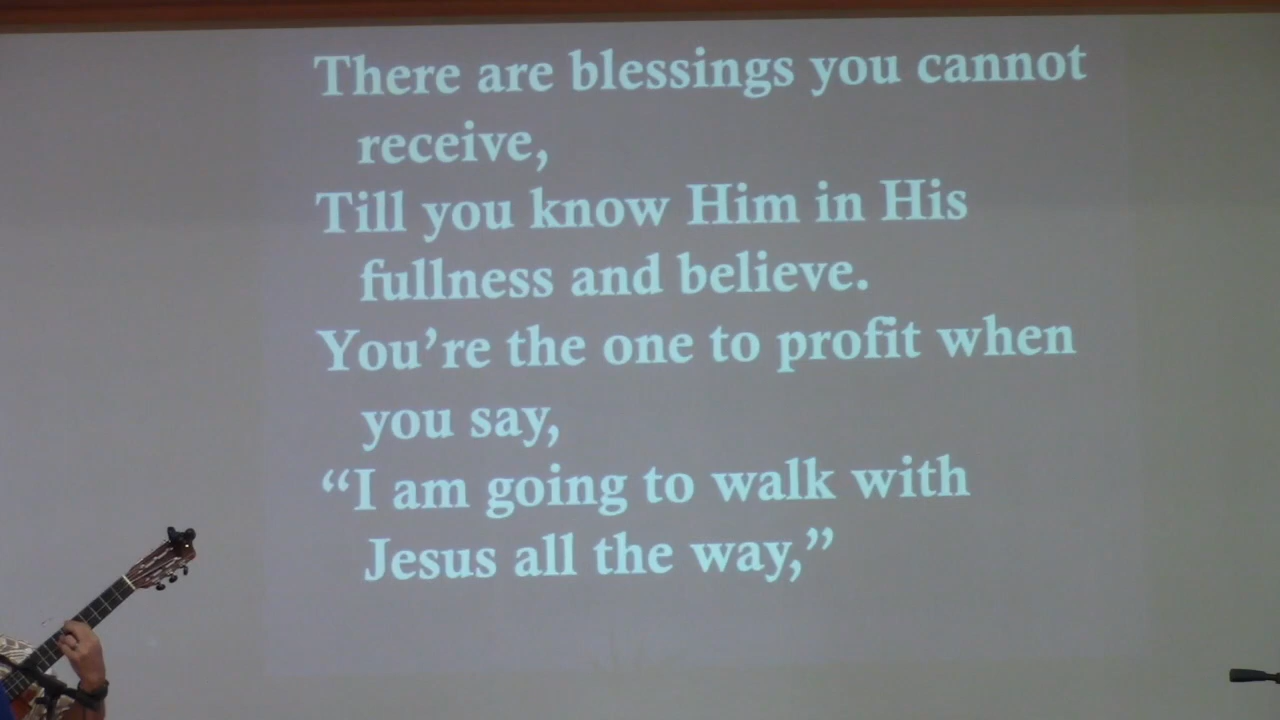 There are blessings you cannot
receive,
Till you know Him in His
fullness and believe.
You’re the one to profit when
you say,
“I am going to walk with
Jesus all the way,”